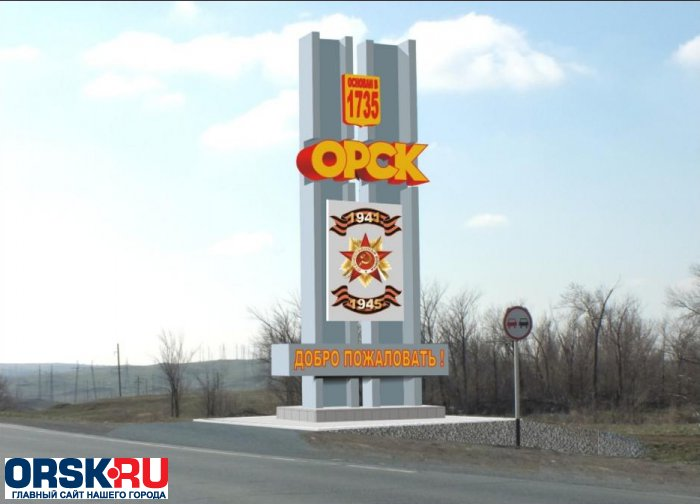 ОСНОВАН В
1735
ОРСК
1941
1945
ДОБРО ПОЖАЛОВАТЬ !
ORSK.RU
ГЛАВНЫЙ САЙТ НАШЕГО ГОРОДА